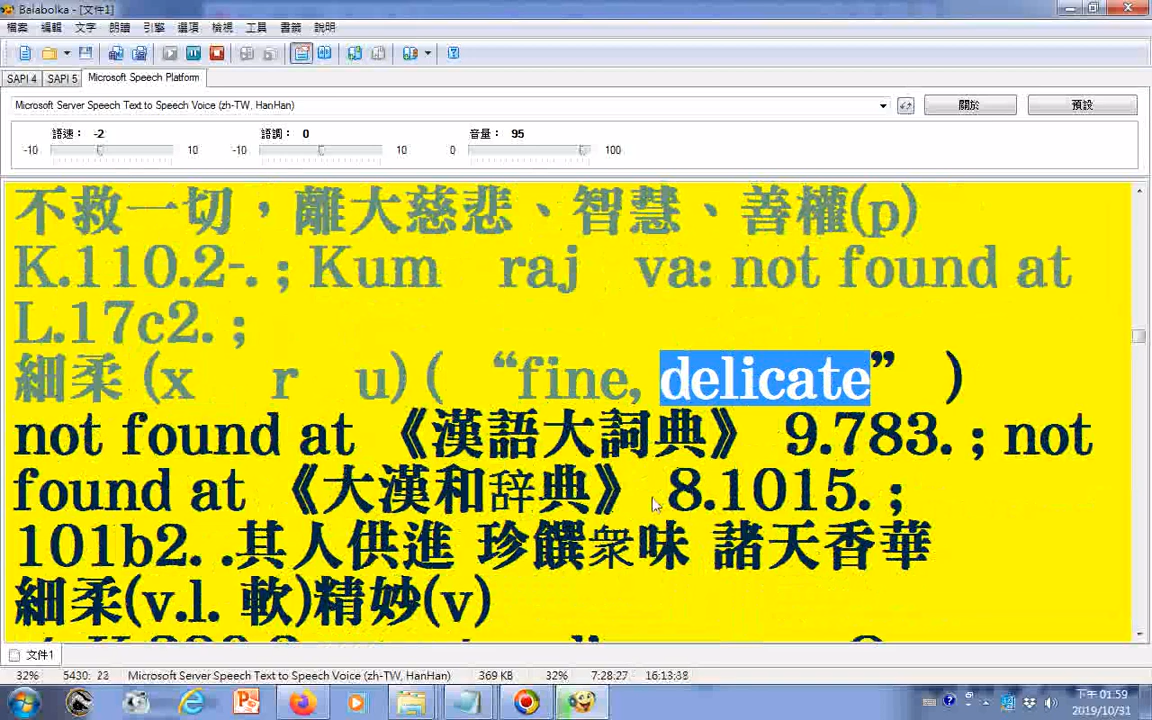 Balabolka - [文件1]
檔案 編輯 文字 朗讀 引擎 選項 檢視 工具 書籤 說明
SAPI 4 SAPI 5 Microsoft Speech Platform
Microsoft Server Speech Text to Speech Voice (zh-TW, HanHan) 關於 預設
語速： -2 語調： 0 音量： 95
-10 10 -10 10 0 100
不救一切，離大慈悲、智慧、善權(p)
K.110.2-. ; Kum raj va: not found at
L.17c2. ;
細柔 (x r u) ( “fine, delicate” )
not found at 《漢語大詞典》 9.783. ; not
found at 《大漢和辞典》 8.1015. ;
101b2. .其人供進 珍饌衆味 諸天香華
細柔(v.l. 軟)精妙(v)
文件1
32% 5430: 23 Microsoft Server Speech Text to Speech Voice (zh-TW, HanHan) 369 KB 32% 7:28:27 16:13:38
下午 01:59
2019/10/31